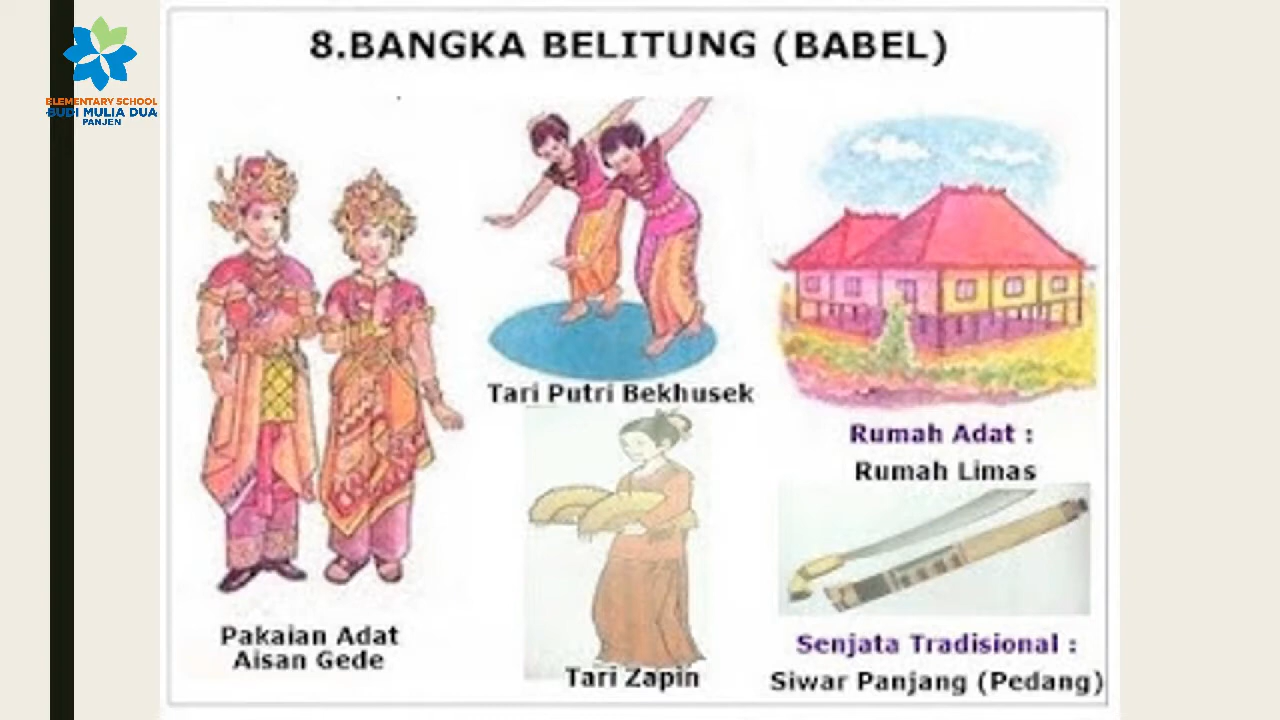 ELEMENTARY SCHOOL
BUDI MULIA DUA
PANJEN
8.BANGKA BELITUNG (BABEL)
Tari Putri Bekhusek
Rumah Adat :
Rumah Limas
Pakaian Adat
Aisan Gede
Tari Zapin
Senjata Tradisional :
Siwar Panjang (Pedang)